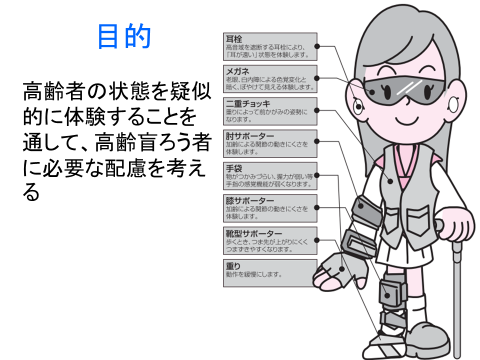 目的
高齢者の状態を疑似
的に体験することを
通して、高齢盲ろう者
に必要な配慮を考え
る
耳栓
高音域を遮断する耳栓により、
「耳が遠い」状態を体験します。
メガネ
老眼、白内障による色覚変化と
暗く、ぼやけて見える体験します。
二重チョッキ
重りによって前かがみの姿勢に
なります。
肘サポーター
加齢による関節の動きにくさを
体験します。
手袋
物がつかみづらい、握力が弱い等
手指の感覚機能が弱くなります。
膝サポーター
加齢による関節の動きにくさを
体験します。
靴型サポーター
歩くとき、つま先が上がりにくく
つまずきやすくなります。
重り
動作を緩慢にします。